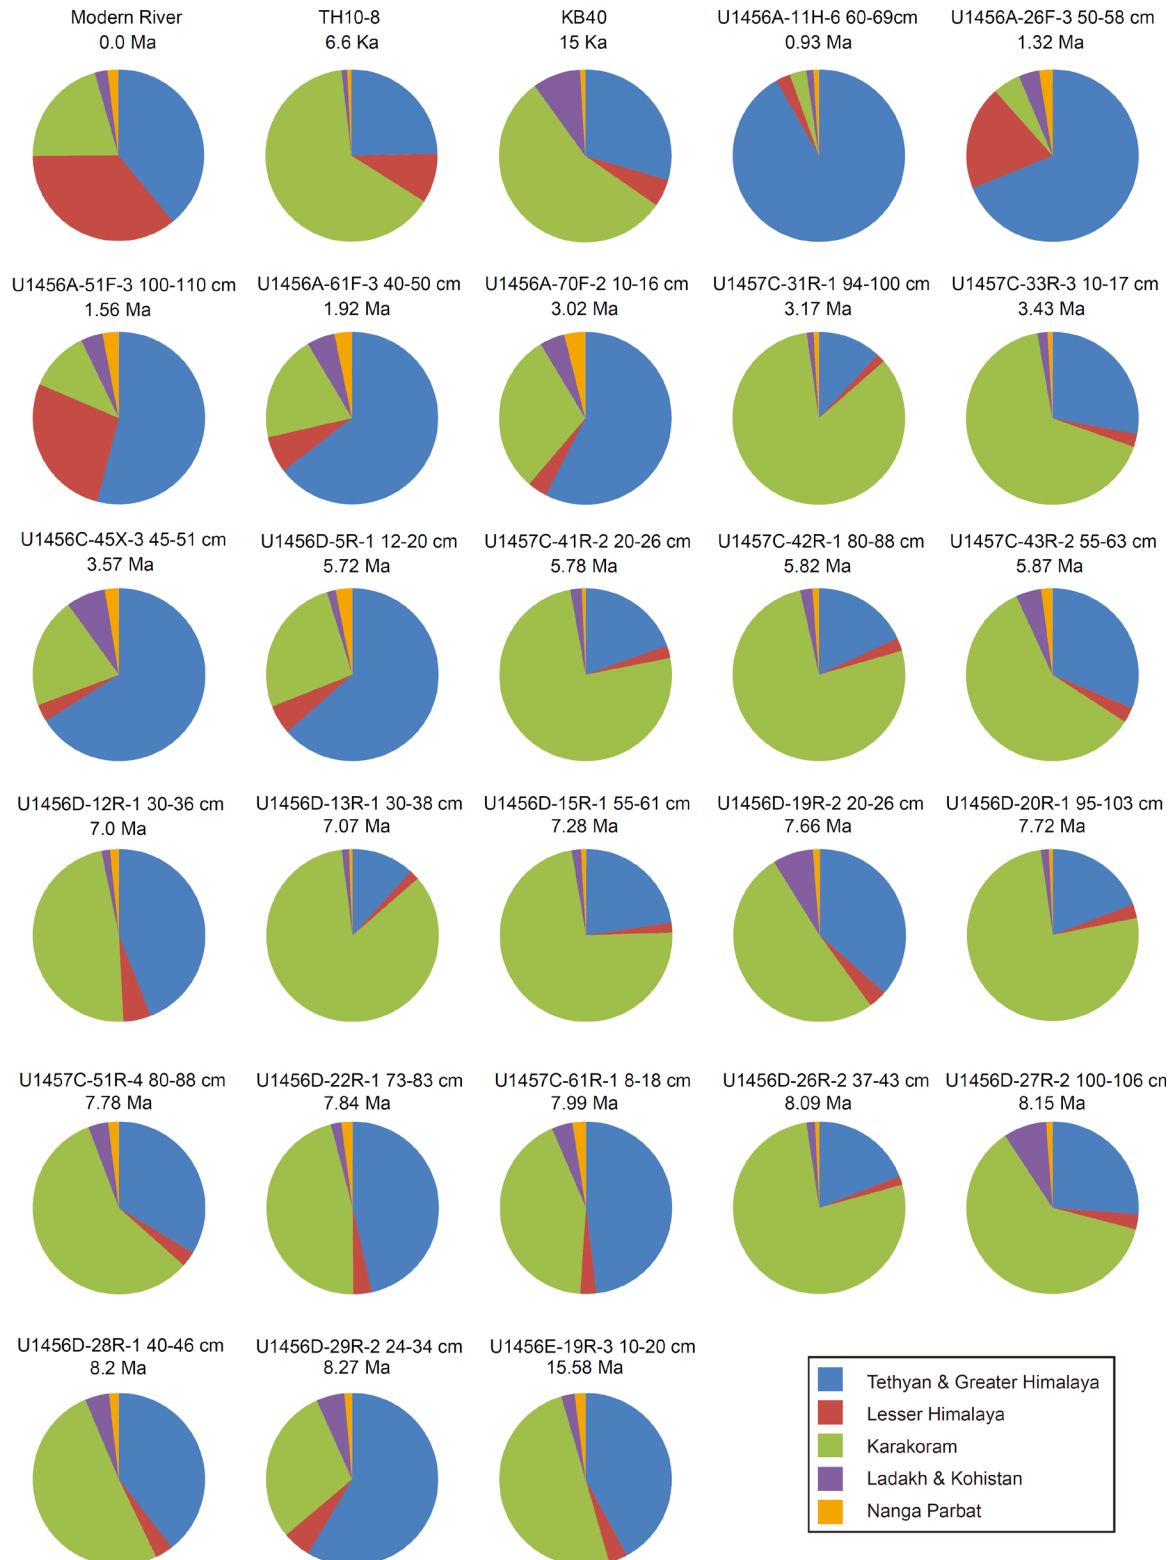 Modern River
0.0 Ma
TH10-8
6.6 Ka
KB40
15 Ka
U1456A-11H-6 60-69cm
0.93 Ma
U1456A-26F-3 50-58 cm
1.32 Ma
U1456A-51F-3 100-110 cm
1.56 Ma
U1456A-61F-3 40-50 cm
1.92 Ma
U1456A-70F-2 10-16 cm
3.02 Ma
U1457C-31R-1 94-100 cm
3.17 Ma
U1457C-33R-3 10-17 cm
3.43 Ma
U1456C-45X-3 45-51 cm
3.57 Ma
U1456D-5R-1 12-20 cm
5.72 Ma
U1457C-41R-2 20-26 cm
5.78 Ma
U1457C-42R-1 80-88 cm
5.82 Ma
U1457C-43R-2 55-63 cm
5.87 Ma
U1456D-12R-1 30-36 cm
7.0 Ma
U1456D-13R-1 30-38 cm
7.07 Ma
U1456D-15R-1 55-61 cm
7.28 Ma
U1456D-19R-2 20-26 cm
7.66 Ma
U1456D-20R-1 95-103 cm
7.72 Ma
U1457C-51R-4 80-88 cm
7.78 Ma
U1456D-22R-1 73-83 cm
7.84 Ma
U1457C-61R-1 8-18 cm
7.99 Ma
U1456D-26R-2 37-43 cm
8.09 Ma
U1456D-27R-2 100-106 cm
8.15 Ma
U1456D-28R-1 40-46 cm
8.2 Ma
U1456D-29R-2 24-34 cm
8.27 Ma
U1456E-19R-3 10-20 cm
15.58 Ma
Tethyan & Greater Himalaya
Lesser Himalaya
Karakoram
Ladakh & Kohistan
Nanga Parbat